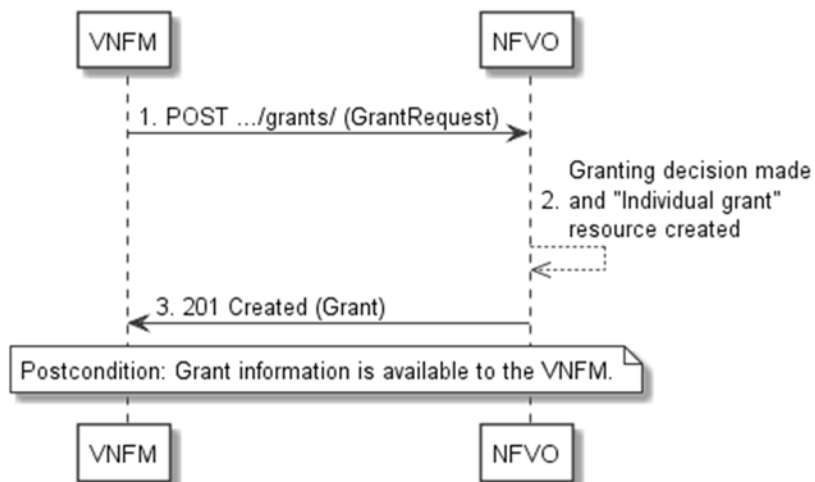 VNFM
NFVO
1. POST .../grants/ (GrantRequest)
Granting decision made
2. and "Individual grant"
resource created
3. 201 Created (Grant)
Postcondition: Grant information is available to the VNFM.
VNFM
NFVO